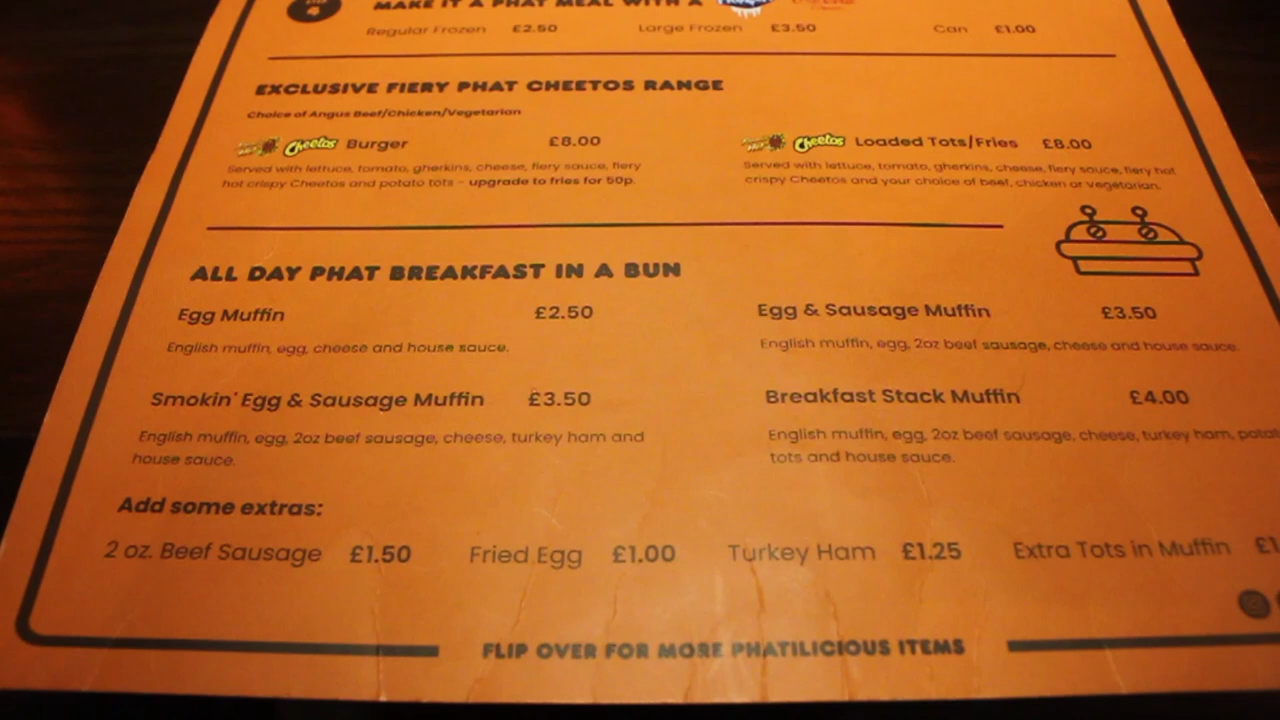 4
MAKE IT A PHAT MEAL WITH A
Regular Frozen £2.50 Large Frozen £3.50 Can £1.00
EXCLUSIVE FIERY PHAT CHEETOS RANGE
Choice of Angus Beef/Chicken/Vegetarian
Cheetos Burger £8.00 Cheetos Loaded Tots/Fries £8.00
Served with lettuce, tomato, gherkins, cheese, fiery sauce, fiery
hot crispy Cheetos and potato tots - upgrade to fries for 50p.
Served with lettuce, tomato, gherkins, cheese, fiery sauce, fiery hot
crispy Cheetos and your choice of beef, chicken or vegetarian.
ALL DAY PHAT BREAKFAST IN A BUN
Egg Muffin £2.50 Egg & Sausage Muffin £3.50
English muffin, egg, cheese and house sauce.
English muffin, egg, 2oz beef sausage, cheese and house sauce.
Smokin' Egg & Sausage Muffin £3.50 Breakfast Stack Muffin £4.00
English muffin, egg, 2oz beef sausage, cheese, turkey ham and
house sauce.
English muffin, egg, 2oz beef sausage, cheese, turkey ham,
tots and house sauce.
Add some extras:
2 oz. Beef Sausage £1.50 Fried Egg £1.00 Turkey Ham £1.25 Extra Tots in Muffin
FLIP OVER FOR MORE PHATILICIOUS ITEMS